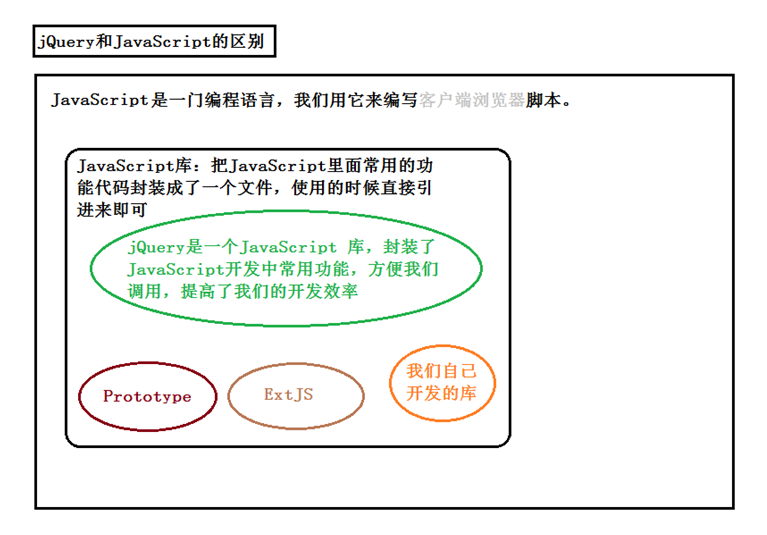 jQuery和JavaScript的区别
JavaScript是一门编程语言，我们用它来编写客户端浏览器脚本。
JavaScript库：把JavaScript里面常用的功
能代码封装成了一个文件，使用的时候直接引
进来即可
jQuery是一个JavaScript 库，封装了
JavaScript开发中常用功能，方便我们
调用，提高了我们的开发效率
Prototype
ExtJS
我们自己
开发的库